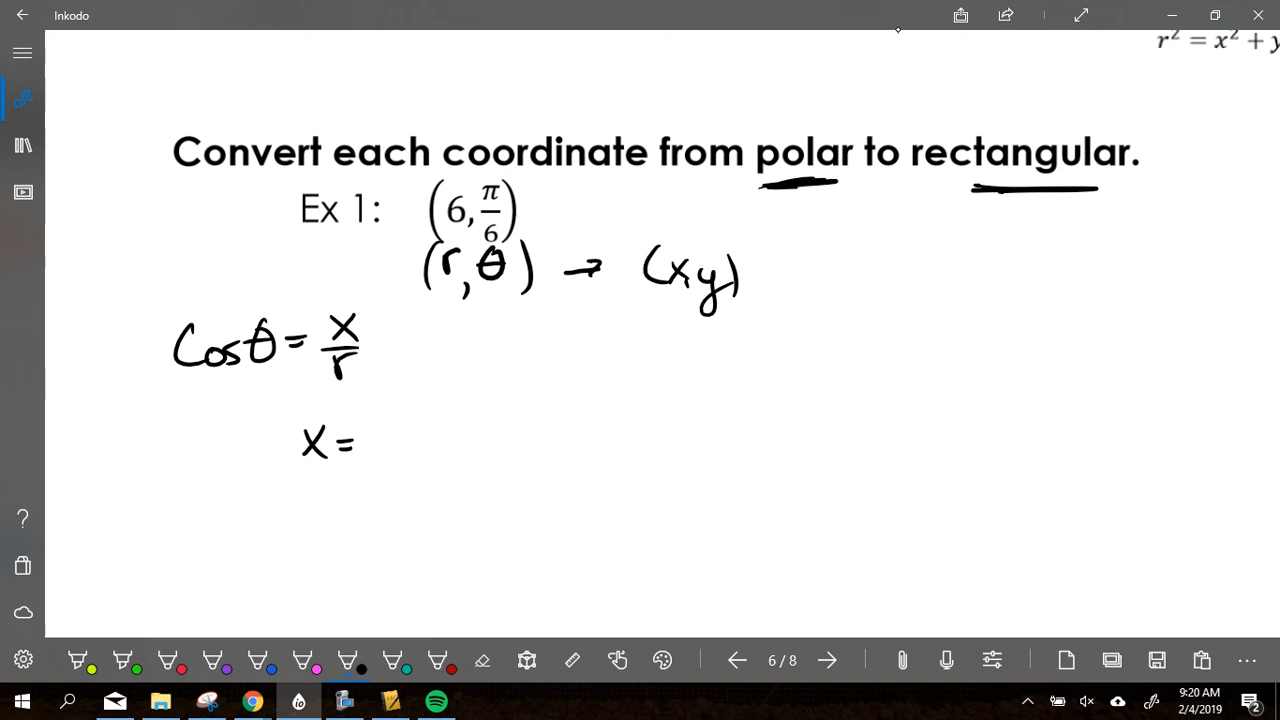 Inkodo
r² = x² + y
Convert each coordinate from polar to rectangular.
Ex 1: (6, π/6)
(r, θ) → (x y)
Cosθ = x/r
x =
6 / 8
9:20 AM
2/4/2019
2